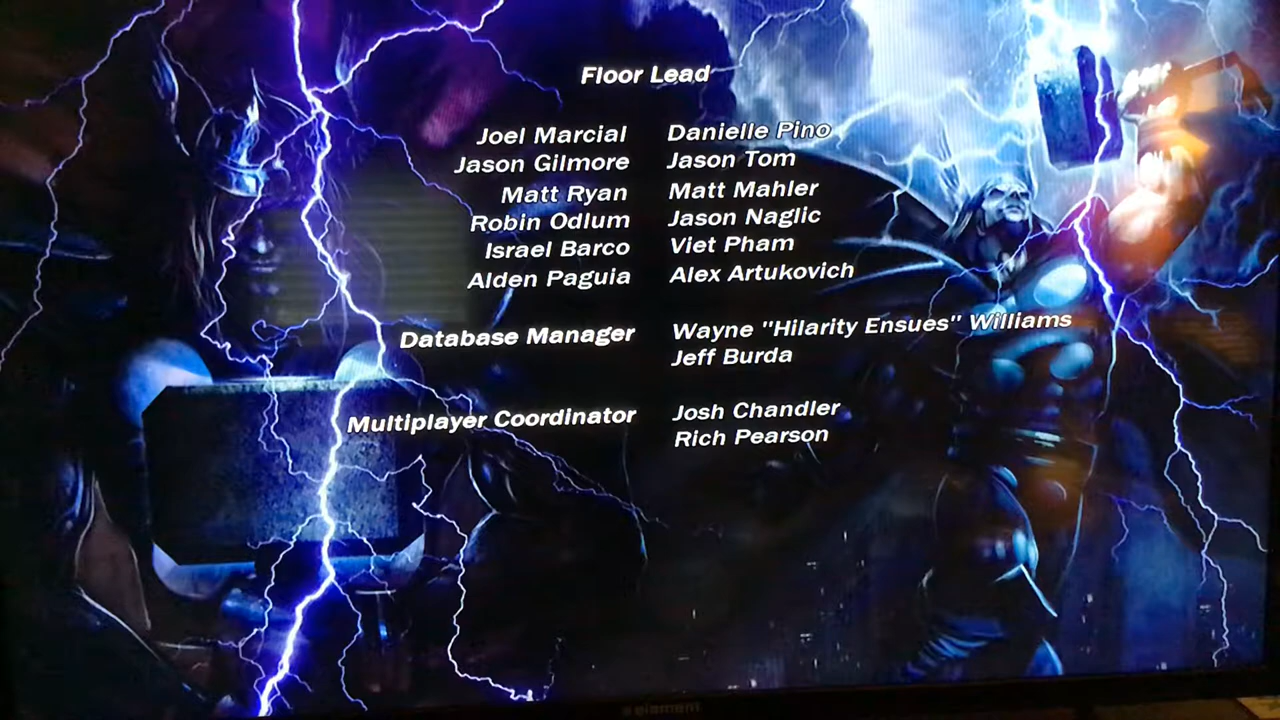 Floor Lead
Joel Marcial Danielle Pino
Jason Gilmore Jason Tom
Matt Ryan Matt Mahler
Robin Odlum Jason Naglic
Israel Barco Viet Pham
Alden Paguia Alex Artukovich
Database Manager Wayne "Hilarity Ensues" Williams
Jeff Burda
Multiplayer Coordinator Josh Chandler
Rich Pearson
element